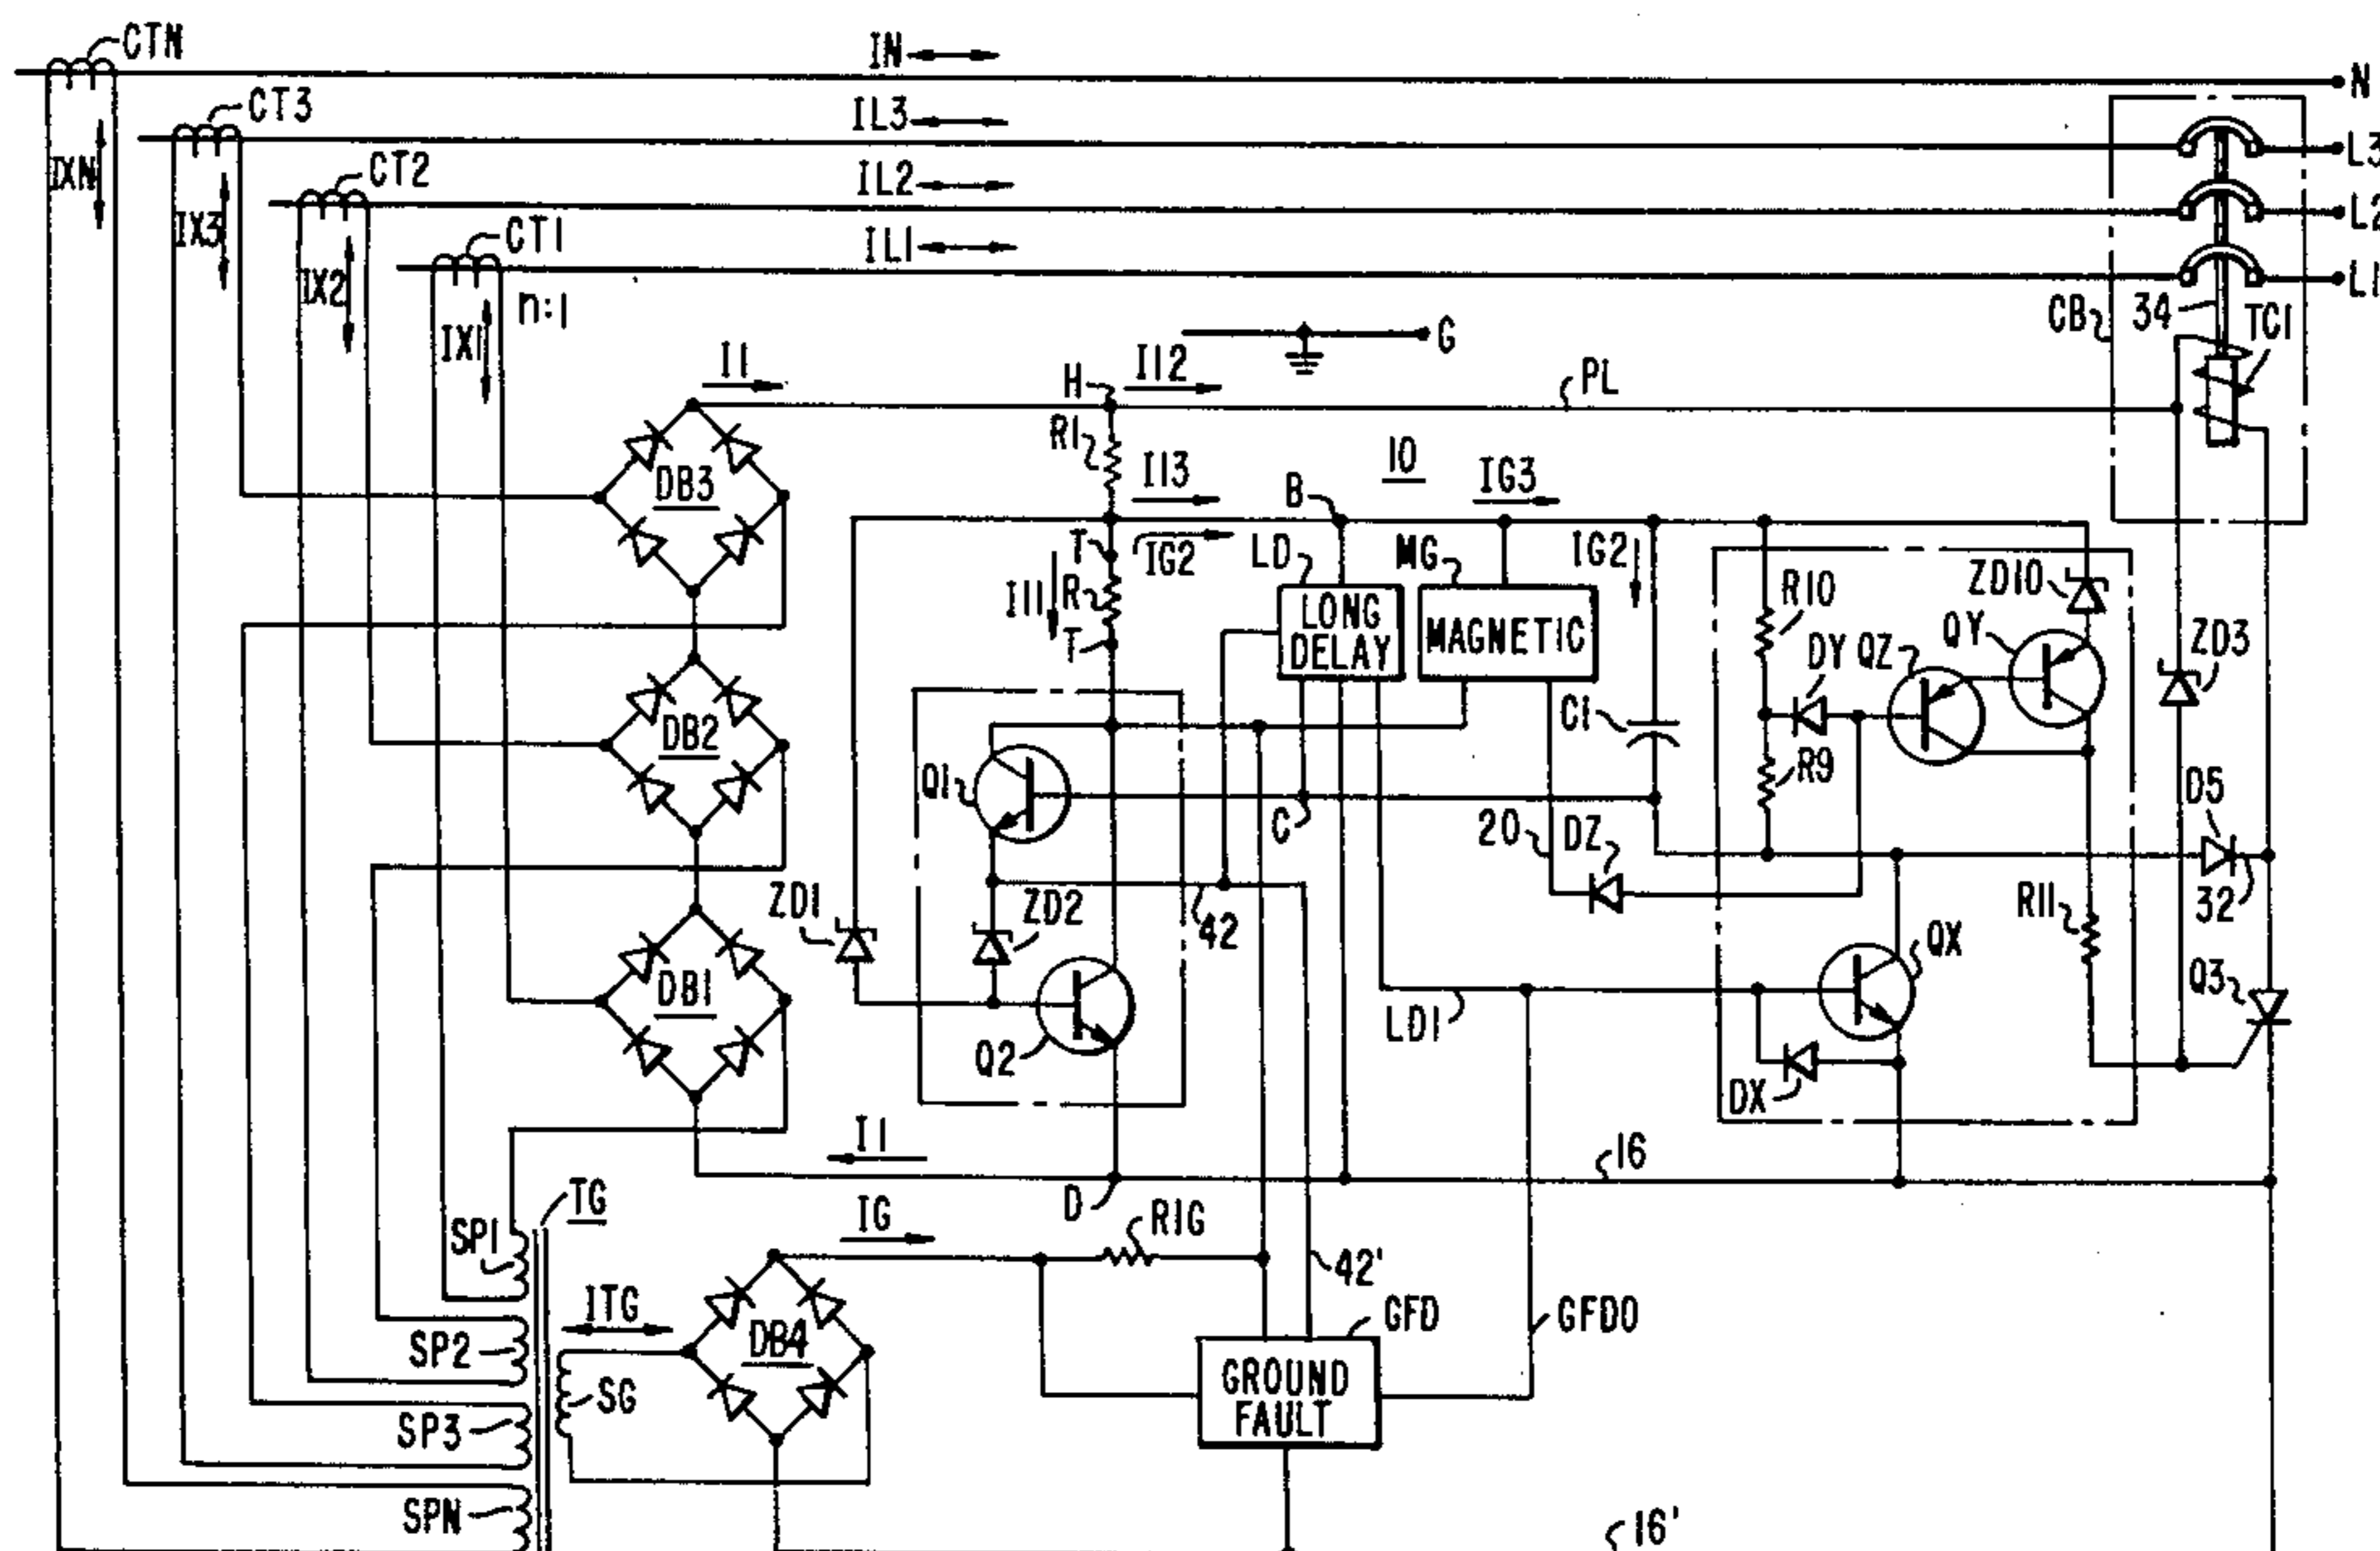 CTN
IN
N
CT3
IL3
L3
IXN
CT2
IL2
L2
IX3
CT1
IL1
L1
IX2
n:1
34
TC1
CB
IX1
G
I1
H
I12
PL
R1
DB3
I13
10
IG3
B
T
IG2
LD
MG
IG2
R10
ZD10
I11
R
LONG
DELAY
MAGNETIC
DY
QZ
QY
ZD3
T
DB2
C1
Q1
R9
D5
C
20
DZ
ZD1
ZD2
42
R11
32
DB1
QX
Q3
LD1
Q2
DX
I1
16
D
TG
IG
R1G
SP1
42'
ITG
GFD
GFDO
SP2
DB4
GROUND
FAULT
SG
SP3
SPN
16'